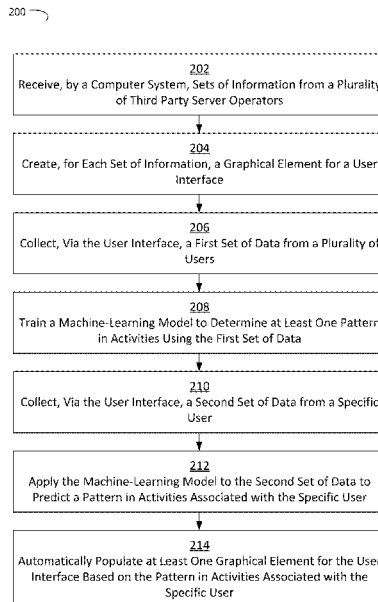 200
202
Receive, by a Computer System, Sets of Information from a Plurality
of Third Party Server Operators
204
Create, for Each Set of Information, a Graphical Element for a User
Interface
206
Collect, Via the User Interface, a First Set of Data from a Plurality of
Users
208
Train a Machine-Learning Model to Determine at Least One Pattern
in Activities Using the First Set of Data
210
Collect, Via the User Interface, a Second Set of Data from a Specific
User
212
Apply the Machine-Learning Model to the Second Set of Data to
Predict a Pattern in Activities Associated with the Specific User
214
Automatically Populate at Least One Graphical Element for the User
Interface Based on the Pattern in Activities Associated with the
Specific User